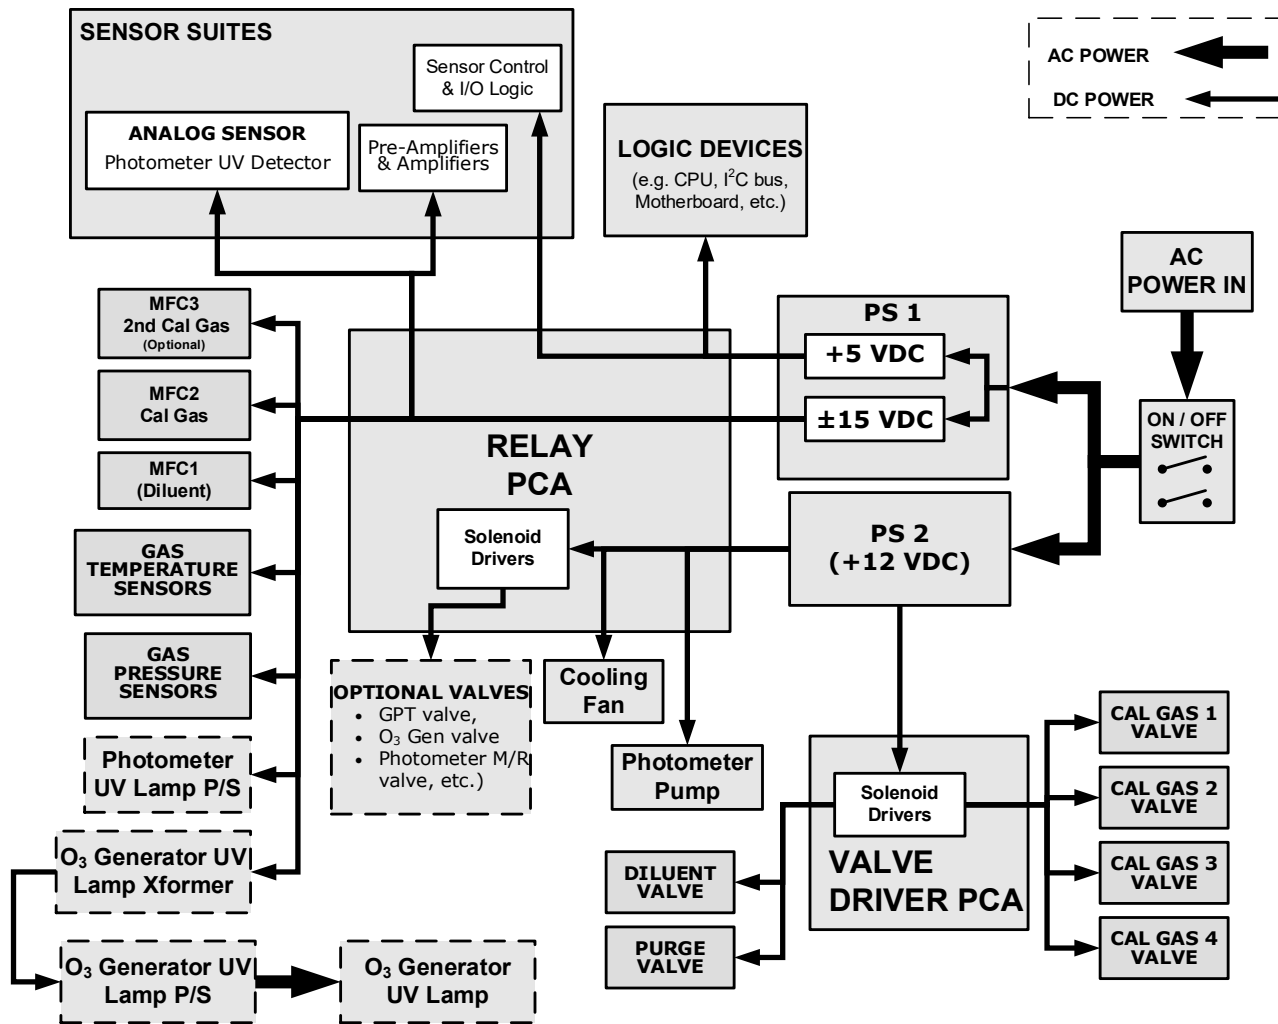 SENSOR SUITES
Sensor Control
& I/O Logic
ANALOG SENSOR
Photometer UV Detector
Pre-Amplifiers
& Amplifiers
LOGIC DEVICES
(e.g. CPU, I²C bus,
Motherboard, etc.)
AC POWER
DC POWER
AC
POWER IN
ON / OFF
SWITCH
PS 1
+5 VDC
±15 VDC
PS 2
(+12 VDC)
RELAY
PCA
Solenoid
Drivers
MFC3
2nd Cal Gas
(Optional)
MFC2
Cal Gas
MFC1
(Diluent)
GAS
TEMPERATURE
SENSORS
GAS
PRESSURE
SENSORS
Photometer
UV Lamp P/S
O₃ Generator UV
Lamp Xformer
O₃ Generator UV
Lamp P/S
O₃ Generator
UV Lamp
OPTIONAL VALVES
• GPT valve,
• O₃ Gen valve
• Photometer M/R
valve, etc.)
Cooling
Fan
Photometer
Pump
Solenoid
Drivers
VALVE
DRIVER PCA
DILUENT
VALVE
PURGE
VALVE
CAL GAS 1
VALVE
CAL GAS 2
VALVE
CAL GAS 3
VALVE
CAL GAS 4
VALVE